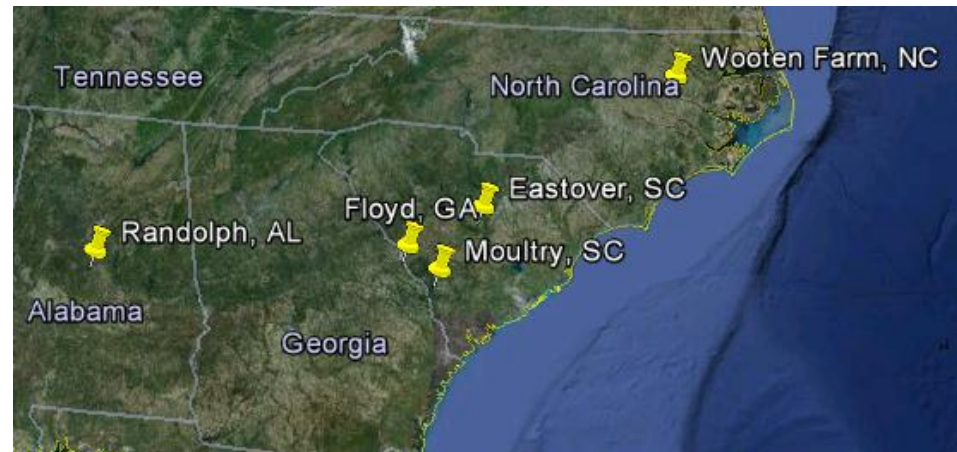 Wooten Farm, NC
Tennessee
North Carolina
Eastover, SC
Floyd, GA
Randolph, AL
Moultry, SC
Alabama
Georgia